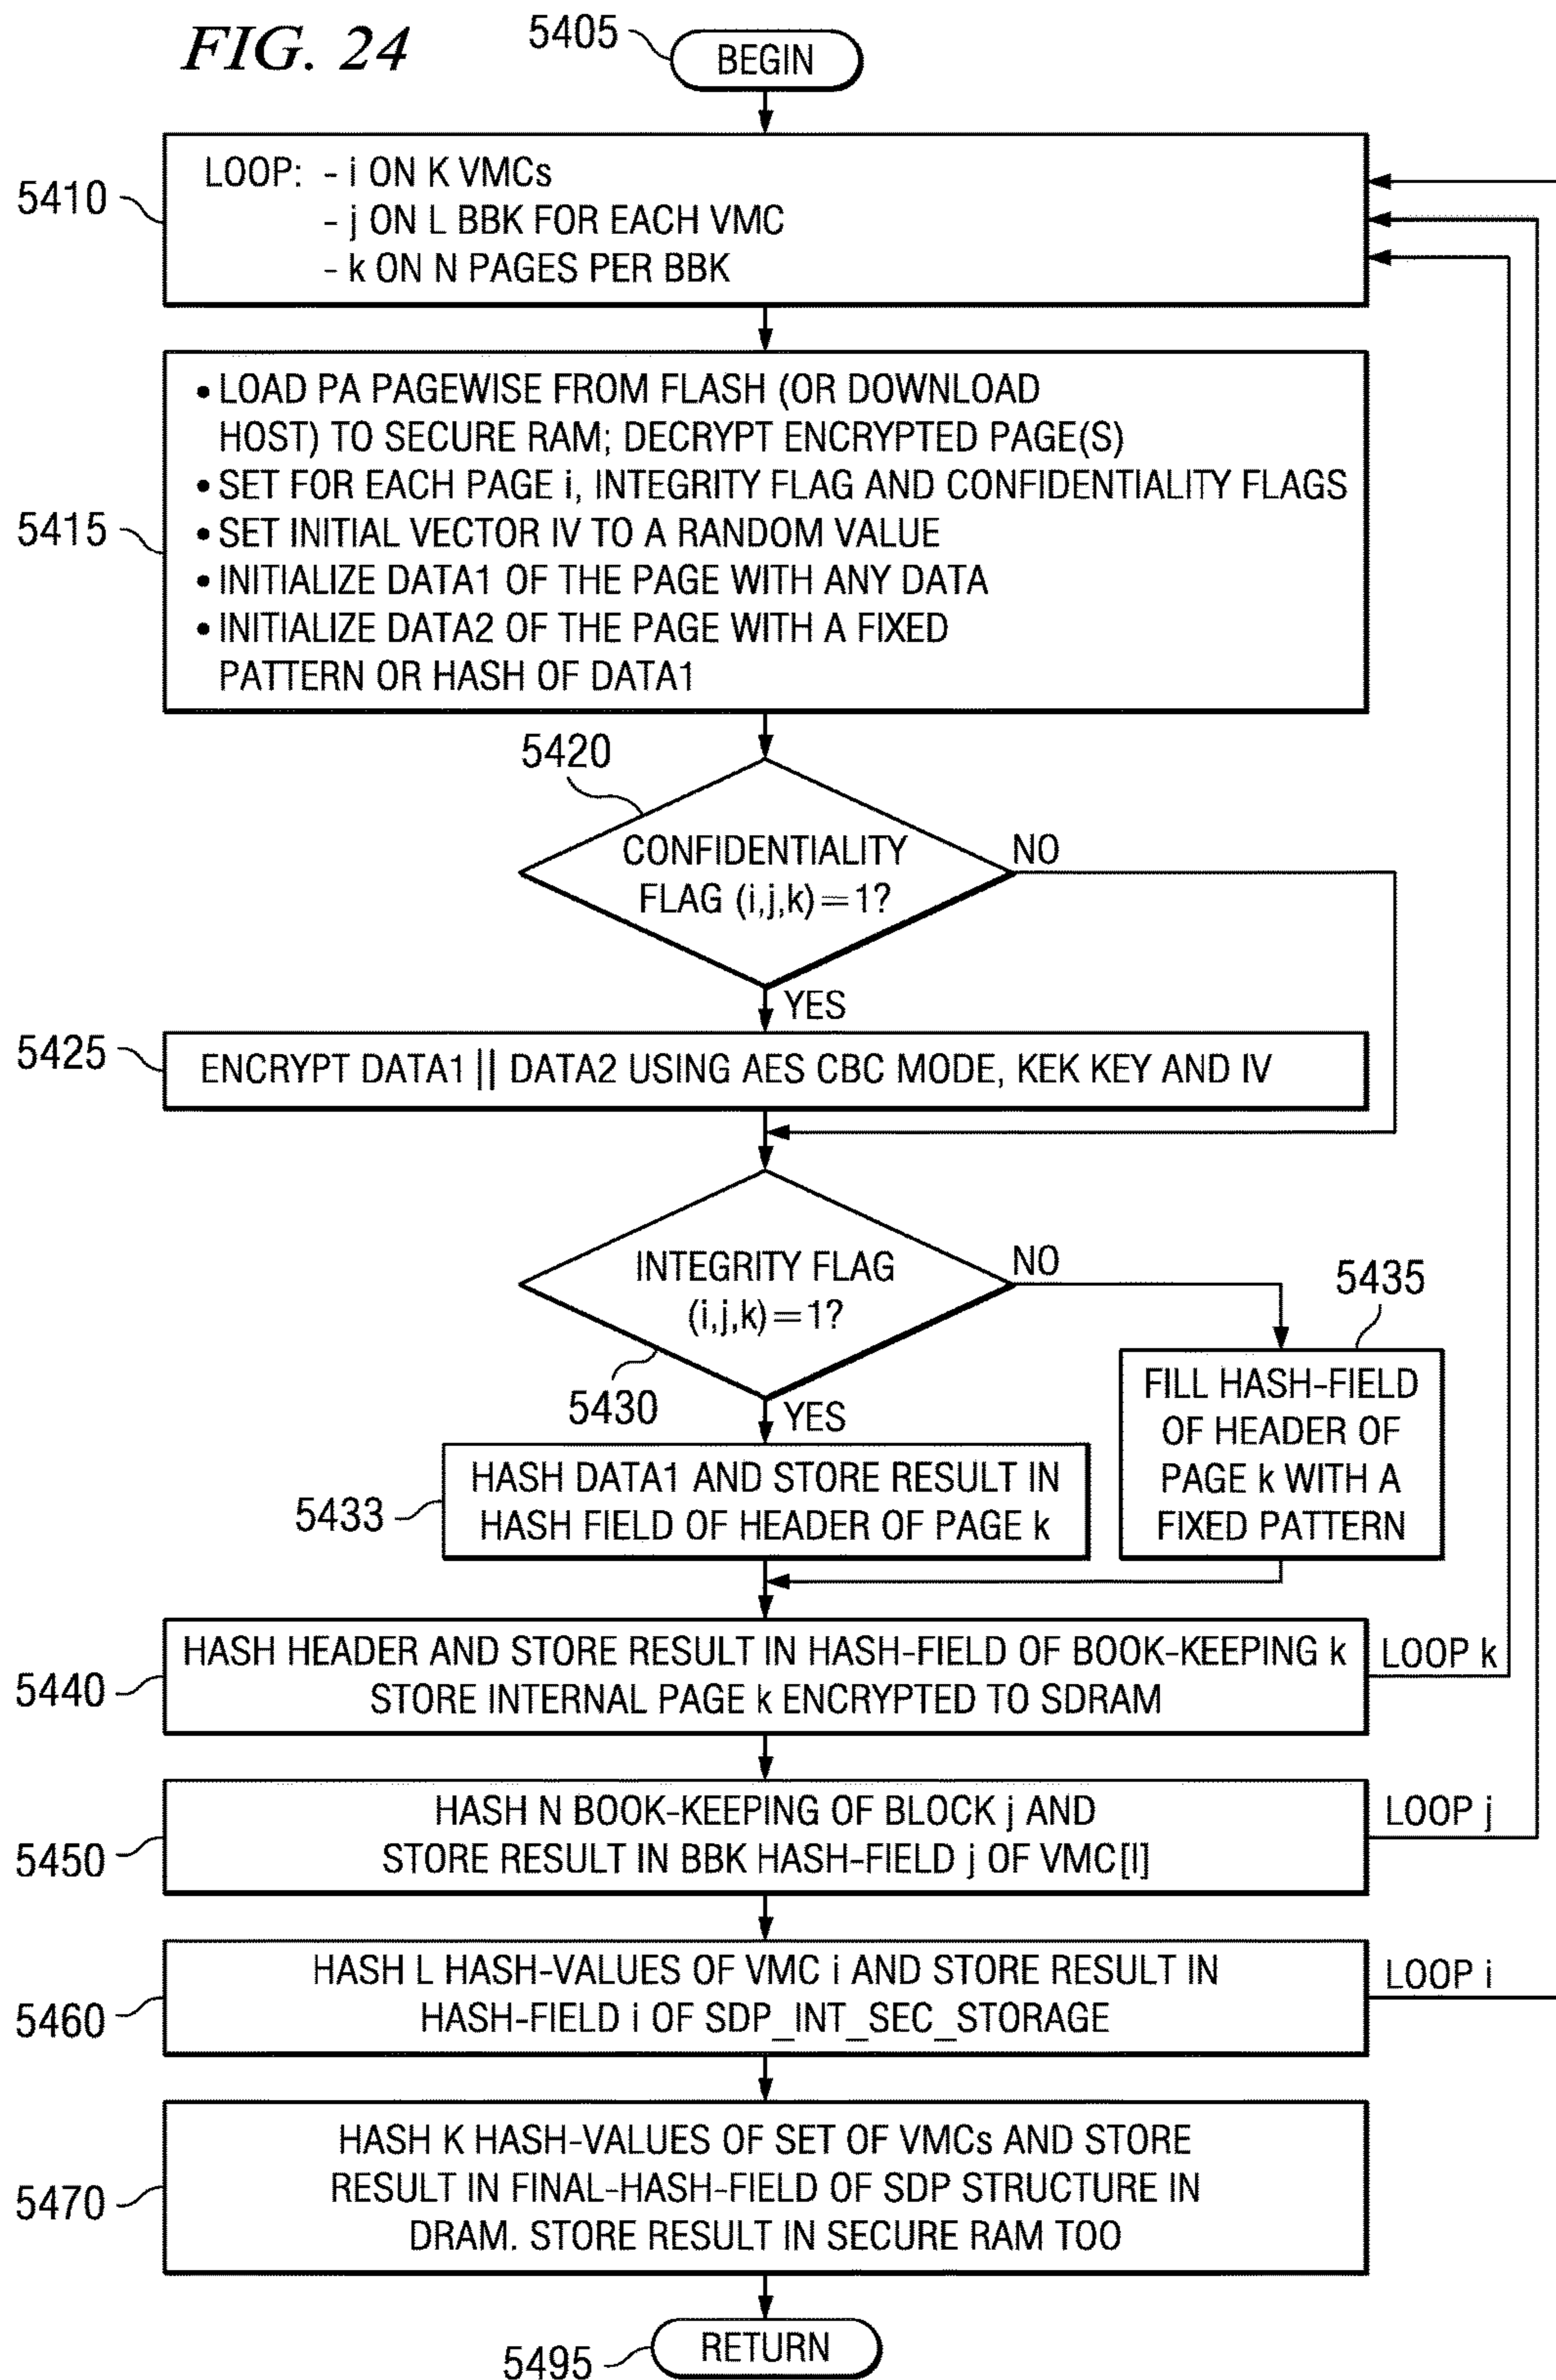 FIG. 24
5405
BEGIN
5410
LOOP: - i ON K VMCs
- j ON L BBK FOR EACH VMC
- k ON N PAGES PER BBK
5415
• LOAD PA PAGEWISE FROM FLASH (OR DOWNLOAD
HOST) TO SECURE RAM; DECRYPT ENCRYPTED PAGE(S)
• SET FOR EACH PAGE i, INTEGRITY FLAG AND CONFIDENTIALITY FLAGS
• SET INITIAL VECTOR IV TO A RANDOM VALUE
• INITIALIZE DATA1 OF THE PAGE WITH ANY DATA
• INITIALIZE DATA2 OF THE PAGE WITH A FIXED
PATTERN OR HASH OF DATA1
5420
CONFIDENTIALITY
FLAG (i,j,k)=1?
NO
YES
5425
ENCRYPT DATA1 || DATA2 USING AES CBC MODE, KEK KEY AND IV
INTEGRITY FLAG
(i,j,k)=1?
NO
5430
YES
5435
FILL HASH-FIELD
OF HEADER OF
PAGE k WITH A
FIXED PATTERN
5433
HASH DATA1 AND STORE RESULT IN
HASH FIELD OF HEADER OF PAGE k
5440
HASH HEADER AND STORE RESULT IN HASH-FIELD OF BOOK-KEEPING k
STORE INTERNAL PAGE k ENCRYPTED TO SDRAM
LOOP k
5450
HASH N BOOK-KEEPING OF BLOCK j AND
STORE RESULT IN BBK HASH-FIELD j OF VMC[I]
LOOP j
5460
HASH L HASH-VALUES OF VMC i AND STORE RESULT IN
HASH-FIELD i OF SDP_INT_SEC_STORAGE
LOOP i
5470
HASH K HASH-VALUES OF SET OF VMCs AND STORE
RESULT IN FINAL-HASH-FIELD OF SDP STRUCTURE IN
DRAM. STORE RESULT IN SECURE RAM TOO
5495
RETURN